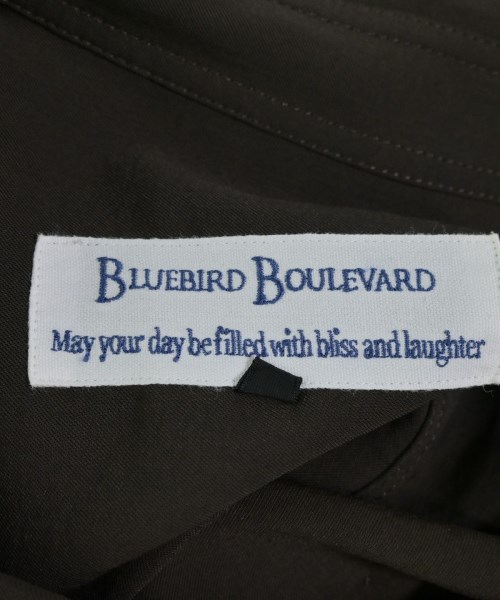 BLUEBIRD BOULEVARD
May your day be filled with bliss and laughter